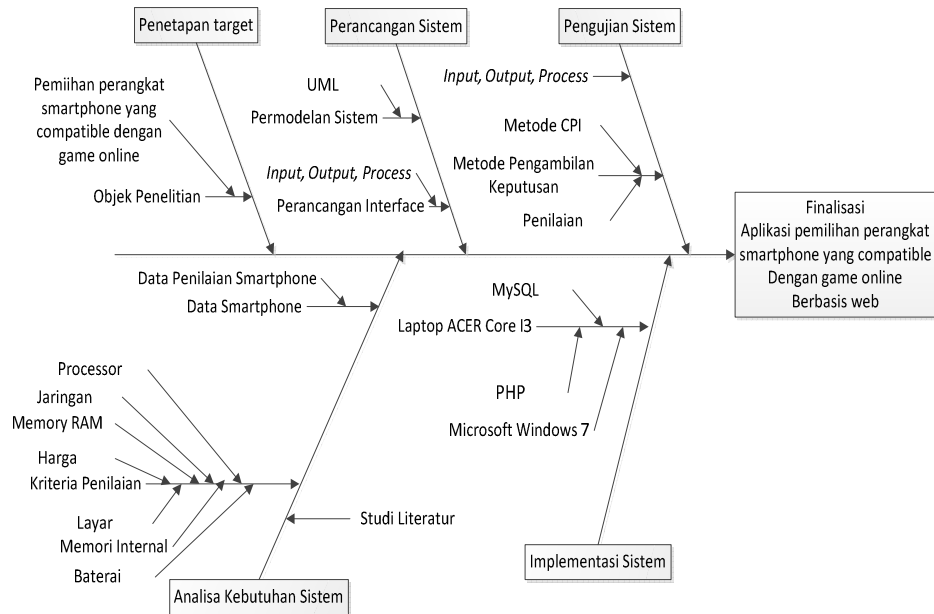 Penetapan target
Perancangan Sistem
Pengujian Sistem
Pemiihan perangkat
smartphone yang
compatible dengan
game online
Objek Penelitian
UML
Permodelan Sistem
Input, Output, Process
Perancangan Interface
Input, Output, Process
Metode CPI
Metode Pengambilan
Keputusan
Penilaian
Finalisasi
Aplikasi pemilihan perangkat
smartphone yang compatible
Dengan game online
Berbasis web
Data Penilaian Smartphone
Data Smartphone
Processor
Jaringan
Memory RAM
Harga
Kriteria Penilaian
Layar
Memori Internal
Baterai
Studi Literatur
Analisa Kebutuhan Sistem
MySQL
Laptop ACER Core I3
PHP
Microsoft Windows 7
Implementasi Sistem